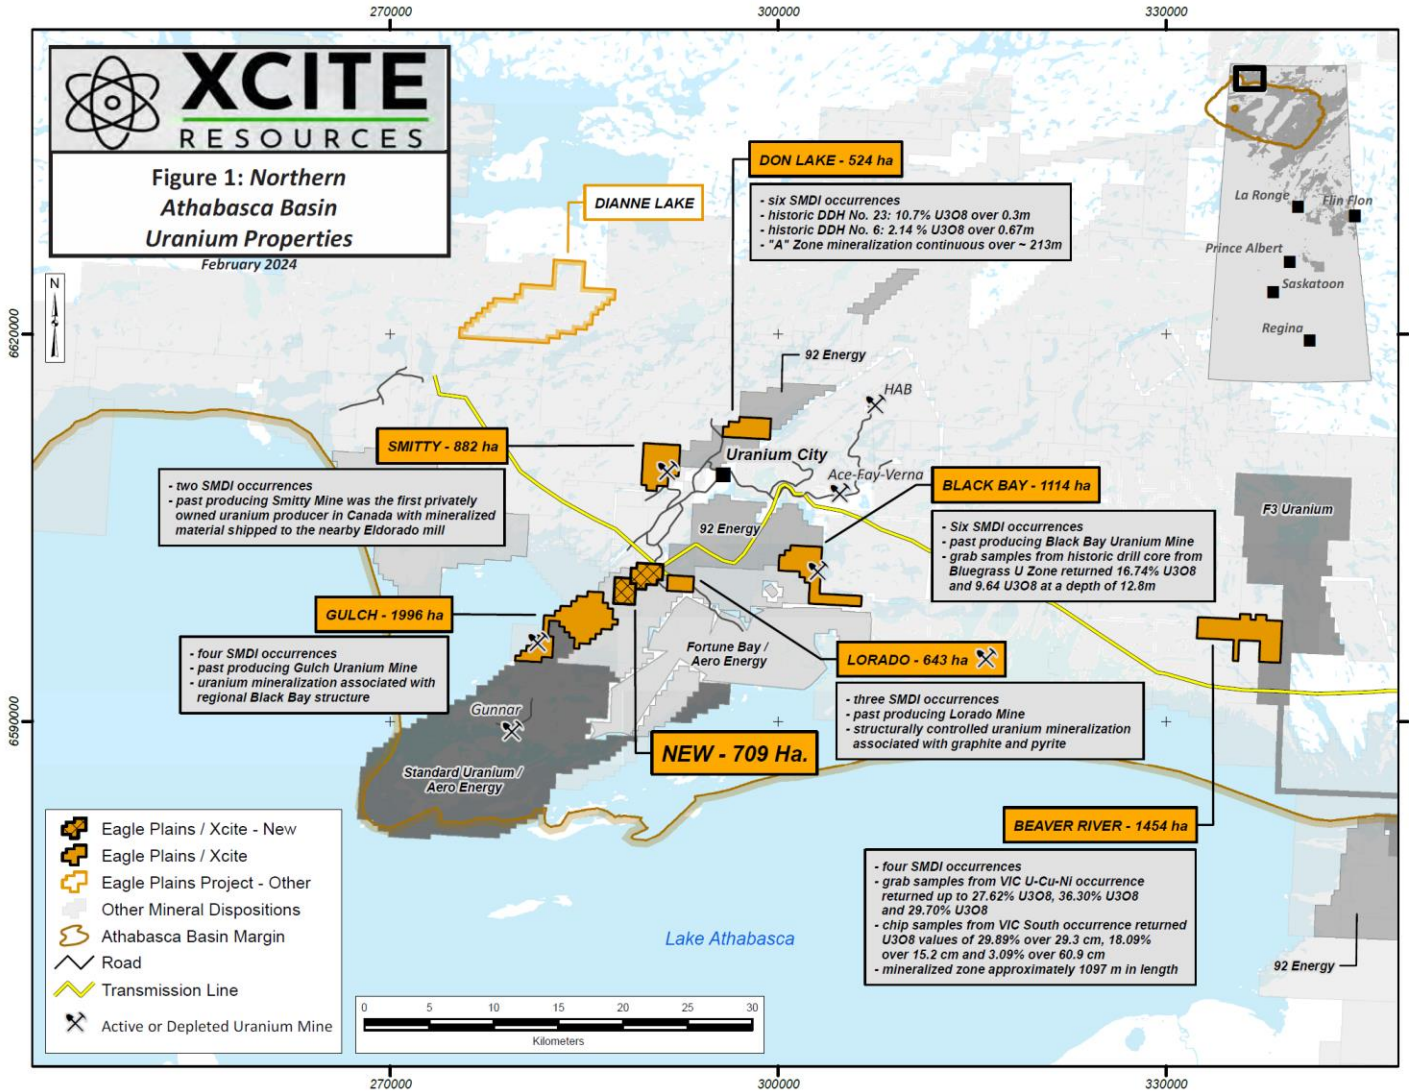 270000
300000
330000
XCITE
RESOURCES
Figure 1: Northern
Athabasca Basin
Uranium Properties
February 2024
N
6620000
6620000
6590000
6590000
DIANNE LAKE
DON LAKE - 524 ha
- six SMDI occurrences
- historic DDH No. 23: 10.7% U3O8 over 0.3m
- historic DDH No. 6: 2.14 % U3O8 over 0.67m
- "A" Zone mineralization continuous over ~ 213m
La Ronge
Flin Flon
Prince Albert
Saskatoon
Regina
92 Energy
HAB
SMITTY - 882 ha
- two SMDI occurrences
- past producing Smitty Mine was the first privately
owned uranium producer in Canada with mineralized
material shipped to the nearby Eldorado mill
Uranium City
Ace-Fay-Verna
92 Energy
BLACK BAY - 1114 ha
- Six SMDI occurrences
- past producing Black Bay Uranium Mine
- grab samples from historic drill core from
Bluegrass U Zone returned 16.74% U3O8
and 9.64 U3O8 at a depth of 12.8m
F3 Uranium
GULCH - 1996 ha
- four SMDI occurrences
- past producing Gulch Uranium Mine
- uranium mineralization associated with
regional Black Bay structure
Fortune Bay /
Aero Energy
LORADO - 643 ha
- three SMDI occurrences
- past producing Lorado Mine
- structurally controlled uranium mineralization
associated with graphite and pyrite
Gunnar
NEW - 709 Ha.
Standard Uranium /
Aero Energy
BEAVER RIVER - 1454 ha
- four SMDI occurrences
- grab samples from VIC U-Cu-Ni occurrence
returned up to 27.62% U3O8, 36.30% U3O8
and 29.70% U3O8
- chip samples from VIC South occurrence returned
U3O8 values of 29.89% over 29.3 cm, 18.09%
over 15.2 cm and 3.09% over 60.9 cm
- mineralized zone approximately 1097 m in length
92 Energy
Lake Athabasca
Eagle Plains / Xcite - New
Eagle Plains / Xcite
Eagle Plains Project - Other
Other Mineral Dispositions
Athabasca Basin Margin
Road
Transmission Line
Active or Depleted Uranium Mine
0 5 10 15 20 25 30
Kilometers
270000
300000
330000